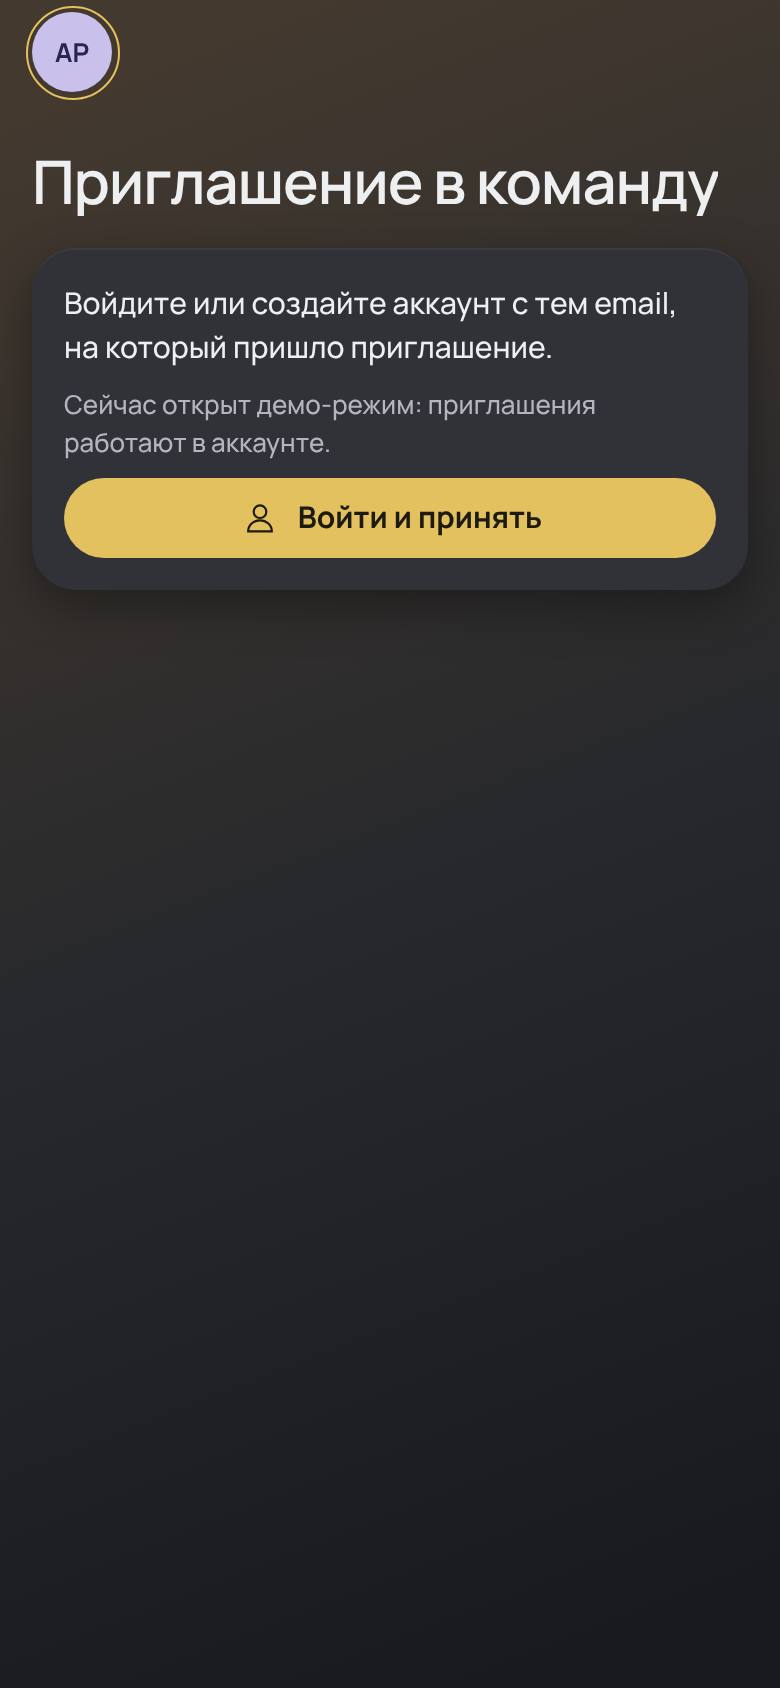 AP
Приглашение в команду
Войдите или создайте аккаунт с тем email,
на который пришло приглашение.
Сейчас открыт демо-режим: приглашения
работают в аккаунте.
Войти и принять